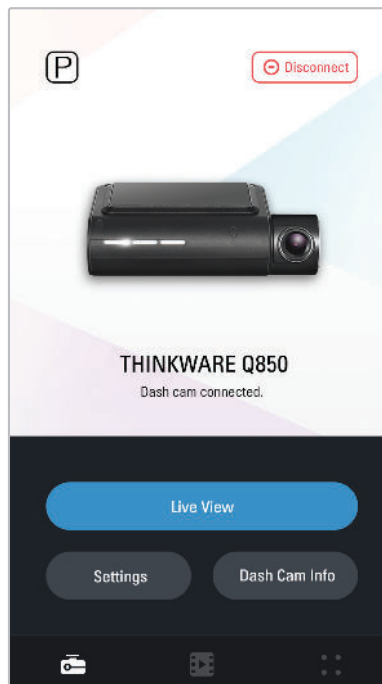 P
Disconnect
THINKWARE Q850
Dash cam connected.
Live View
Settings
Dash Cam Info